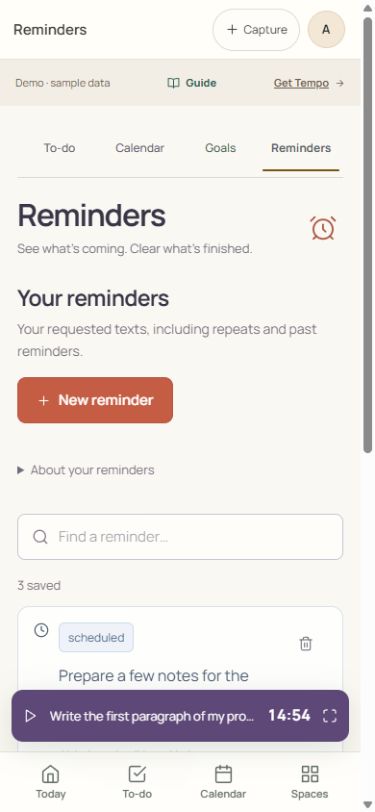 Reminders
+ Capture
A
Demo · sample data
Guide
Get Tempo →
To-do
Calendar
Goals
Reminders
Reminders
See what's coming. Clear what's finished.
Your reminders
Your requested texts, including repeats and past
reminders.
+ New reminder
About your reminders
Find a reminder...
3 saved
scheduled
Prepare a few notes for the
Write the first paragraph of my pro...
14:54
Today
To-do
Calendar
Spaces